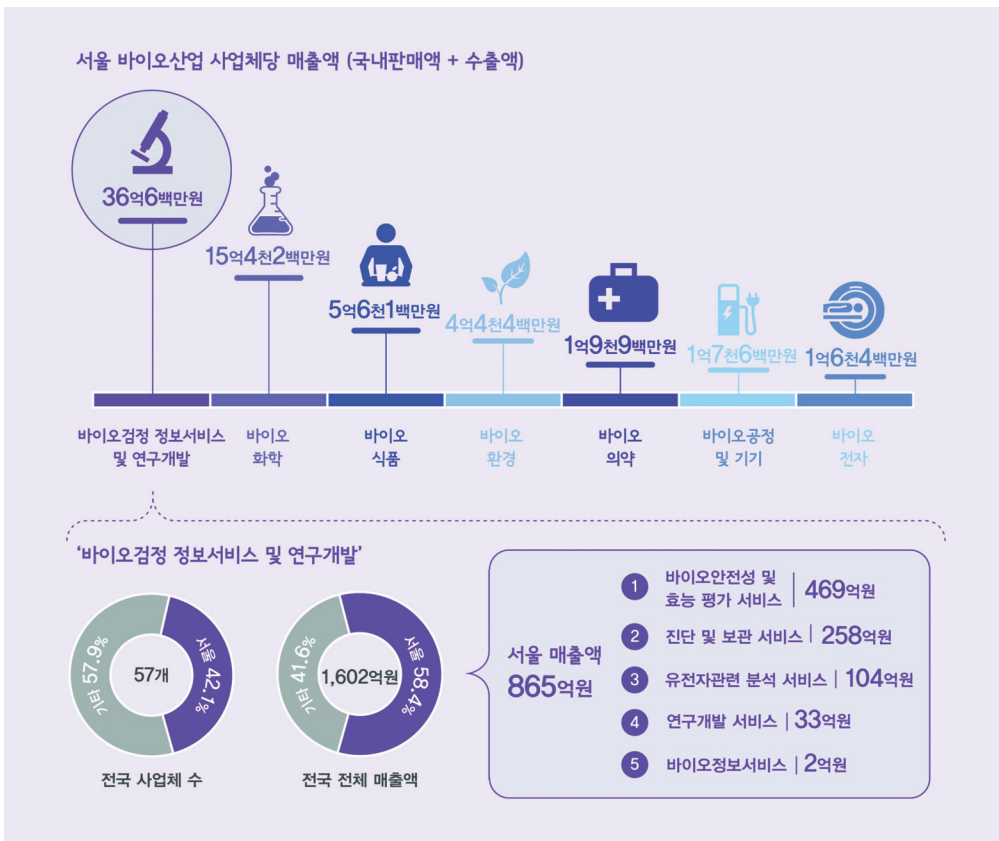 서울 바이오산업 사업체당 매출액 (국내판매액 + 수출액)
36억6백만원
15억4천2백만원
5억6천1백만원
4억4천4백만원
1억9천9백만원
1억7천6백만원
1억6천4백만원
바이오검정 정보서비스
및 연구개발
바이오
화학
바이오
식품
바이오
환경
바이오
의약
바이오공정
및 기기
바이오
전자
‘바이오검정 정보서비스 및 연구개발’
기타 57.9%
57개
서울 42.1%
전국 사업체 수
기타 41.6%
1,602억원
서울 58.4%
전국 전체 매출액
서울 매출액
865억원
1 바이오안전성 및
효능 평가 서비스 | 469억원
2 진단 및 보관 서비스 | 258억원
3 유전자관련 분석 서비스 | 104억원
4 연구개발 서비스 | 33억원
5 바이오정보서비스 | 2억원